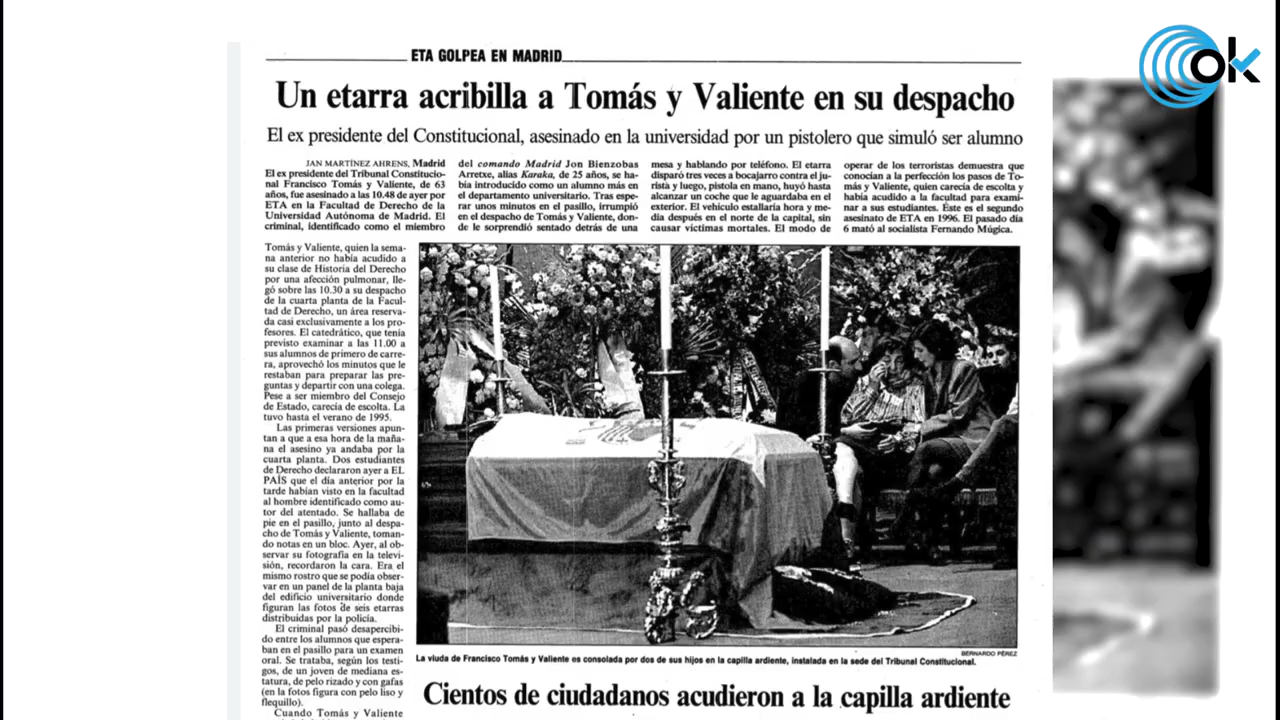 ok
ETA GOLPEA EN MADRID
Un etarra acribilla a Tomás y Valiente en su despacho
El ex presidente del Constitucional, asesinado en la universidad por un pistolero que simuló ser alumno
JAN MARTÍNEZ AHRENS, Madrid
El ex presidente del Tribunal Constitucio-
nal Francisco Tomás y Valiente, de 63
años, fue asesinado a las 10.48 de ayer por
ETA en la Facultad de Derecho de la
Universidad Autónoma de Madrid. El
criminal, identificado como el miembro
del comando Madrid Jon Bienzobas
Arretxe, alias Karaka, de 25 años, se ha-
bía introducido como un alumno más en
el departamento universitario. Tras espe-
rar unos minutos en el pasillo, irrumpió
en el despacho de Tomás y Valiente, don-
de le sorprendió sentado detrás de una
mesa y hablando por teléfono. El etarra
disparó tres veces a bocajarro contra el ju-
rista y luego, pistola en mano, huyó hasta
alcanzar un coche que le aguardaba en el
exterior. El vehículo estallaría hora y me-
dia después en el norte de la capital, sin
causar víctimas mortales. El modo de
operar de los terroristas demuestra que
conocían a la perfección los pasos de To-
más y Valiente, quien carecía de escolta y
había acudido a la facultad para exami-
nar a sus estudiantes. Éste es el segundo
asesinato de ETA en 1996. El pasado día
6 mató al socialista Fernando Múgica.
Tomás y Valiente, quien la sema-
na anterior no había acudido a
su clase de Historia del Derecho
por una afección pulmonar, lle-
gó sobre las 10.30 a su despacho
de la cuarta planta de la Facul-
tad de Derecho, un área reserva-
da casi exclusivamente a los pro-
fesores. El catedrático, que tenía
previsto examinar a las 11.00 a
sus alumnos de primero de carre-
ra, aprovechó los minutos que le
restaban para preparar las pre-
guntas y departir con una colega.
Pese a ser miembro del Consejo
de Estado, carecía de escolta. La
tuvo hasta el verano de 1995.
Las primeras versiones apun-
tan a que a esa hora de la maña-
na el asesino ya andaba por la
cuarta planta. Dos estudiantes
de Derecho declararon ayer a EL
PAÍS que el día anterior por la
tarde habían visto en la facultad
al hombre identificado como au-
tor del atentado. Se hallaba de
pie en el pasillo, junto al despa-
cho de Tomás y Valiente, toman-
do notas en un bloc. Ayer, al ob-
servar su fotografía en la televi-
sión, recordaron la cara. Era el
mismo rostro que se podía obser-
var en un panel de la planta baja
del edificio universitario donde
figuran las fotos de seis etarras
distribuidas por la policía.
El criminal pasó desapercibi-
do entre los alumnos que espera-
ban en el pasillo para un examen
oral. Se trataba, según los testi-
gos, de un joven de mediana es-
tatura, de pelo rizado y con gafas
(en la fotos figura con pelo liso y
flequillo).
Cuando Tomás y Valiente
BERNARDO PÉREZ
La viuda de Francisco Tomás y Valiente es consolada por dos de sus hijos en la capilla ardiente, instalada en la sede del Tribunal Constitucional.
Cientos de ciudadanos acudieron a la capilla ardiente